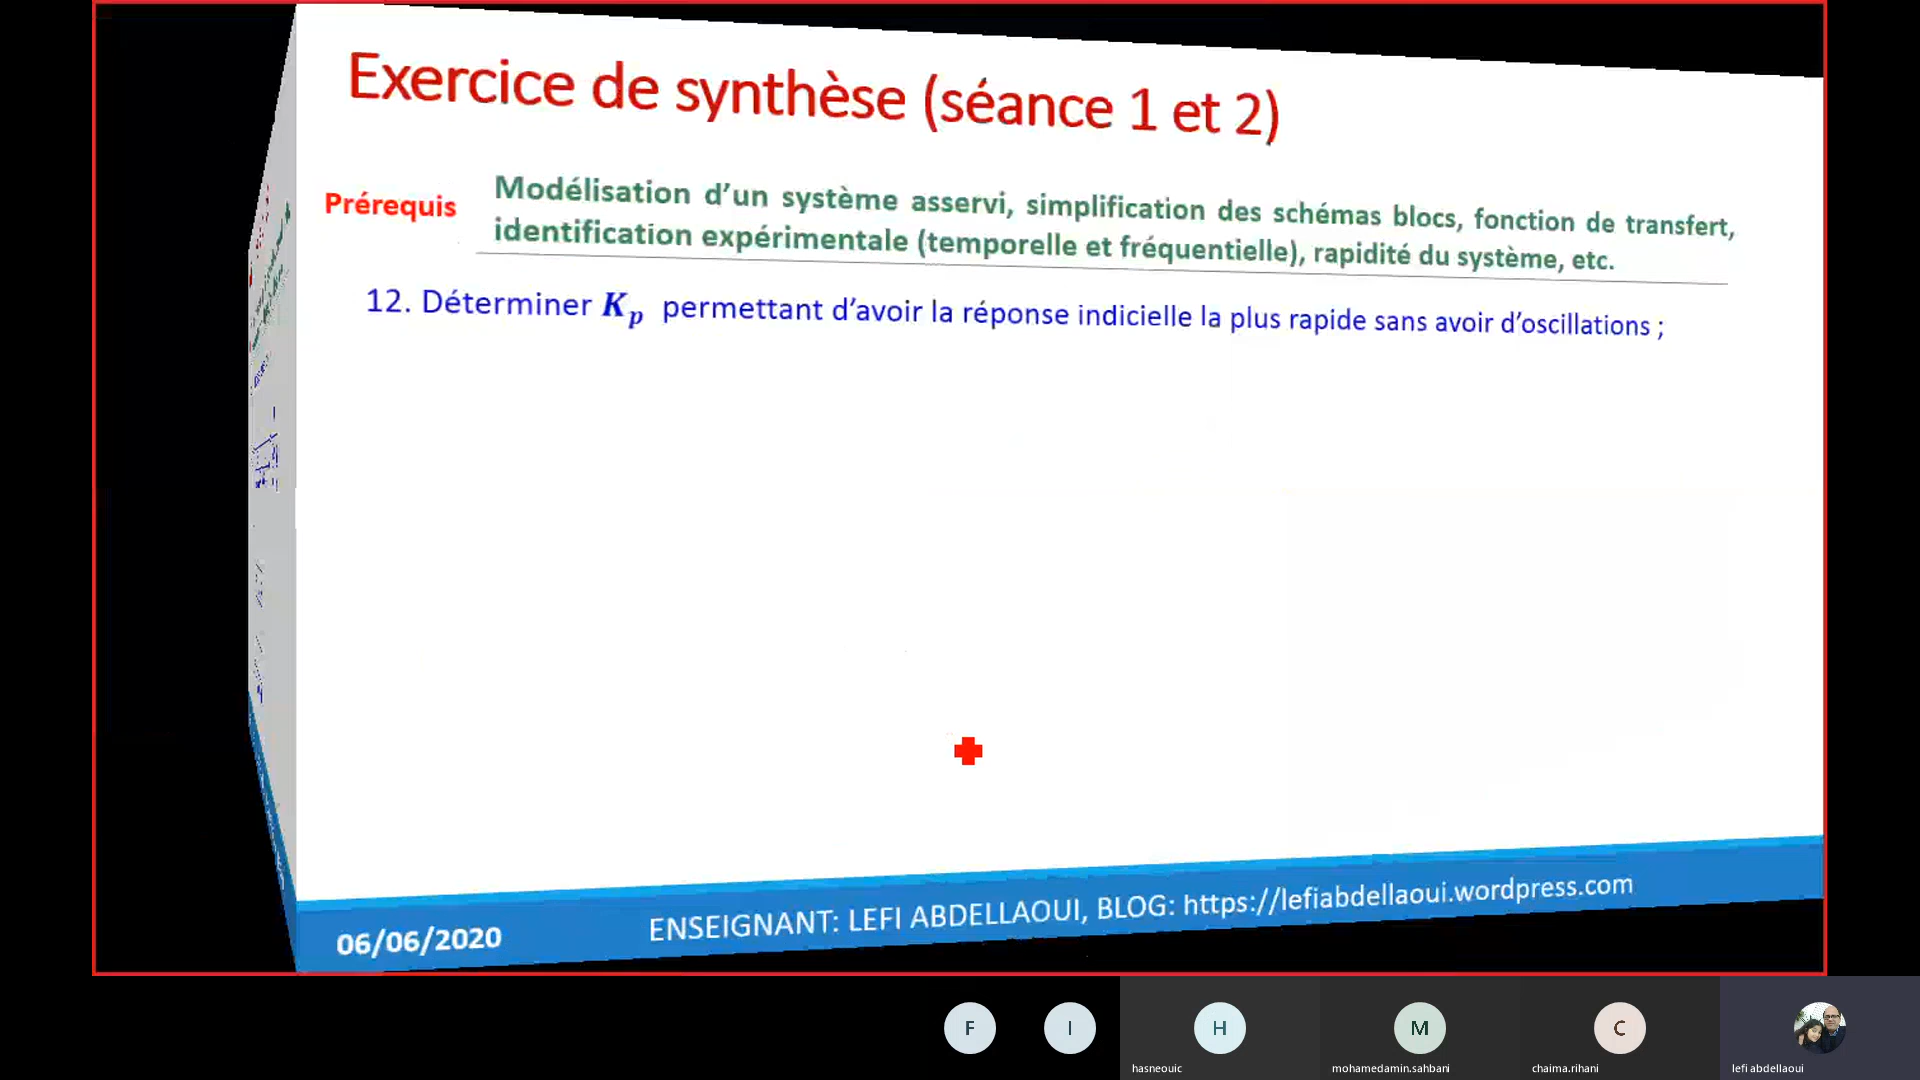 Exercice de synthèse (séance 1 et 2)
Prérequis
Modélisation d’un système asservi, simplification des schémas blocs, fonction de transfert,
identification expérimentale (temporelle et fréquentielle), rapidité du système, etc.
12. Déterminer Kp permettant d’avoir la réponse indicielle la plus rapide sans avoir d’oscillations ;
06/06/2020
ENSEIGNANT: LEFI ABDELLAOUI, BLOG: https://lefiabdellaoui.wordpress.com
F
I
H
M
C
hasneouic
mohamedamin.sahbani
chaima.rihani
lefi abdellaoui